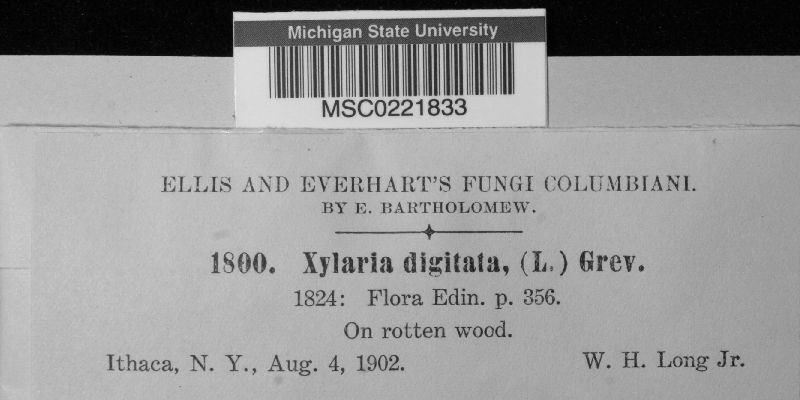 Michigan State University
MSC0221833
ELLIS AND EVERHART'S FUNGI COLUMBIANI.
BY E. BARTHOLOMEW.
1800. Xylaria digitata, (L.) Grev.
1824: Flora Edin. p. 356.
On rotten wood.
Ithaca, N. Y., Aug. 4, 1902. W. H. Long Jr.